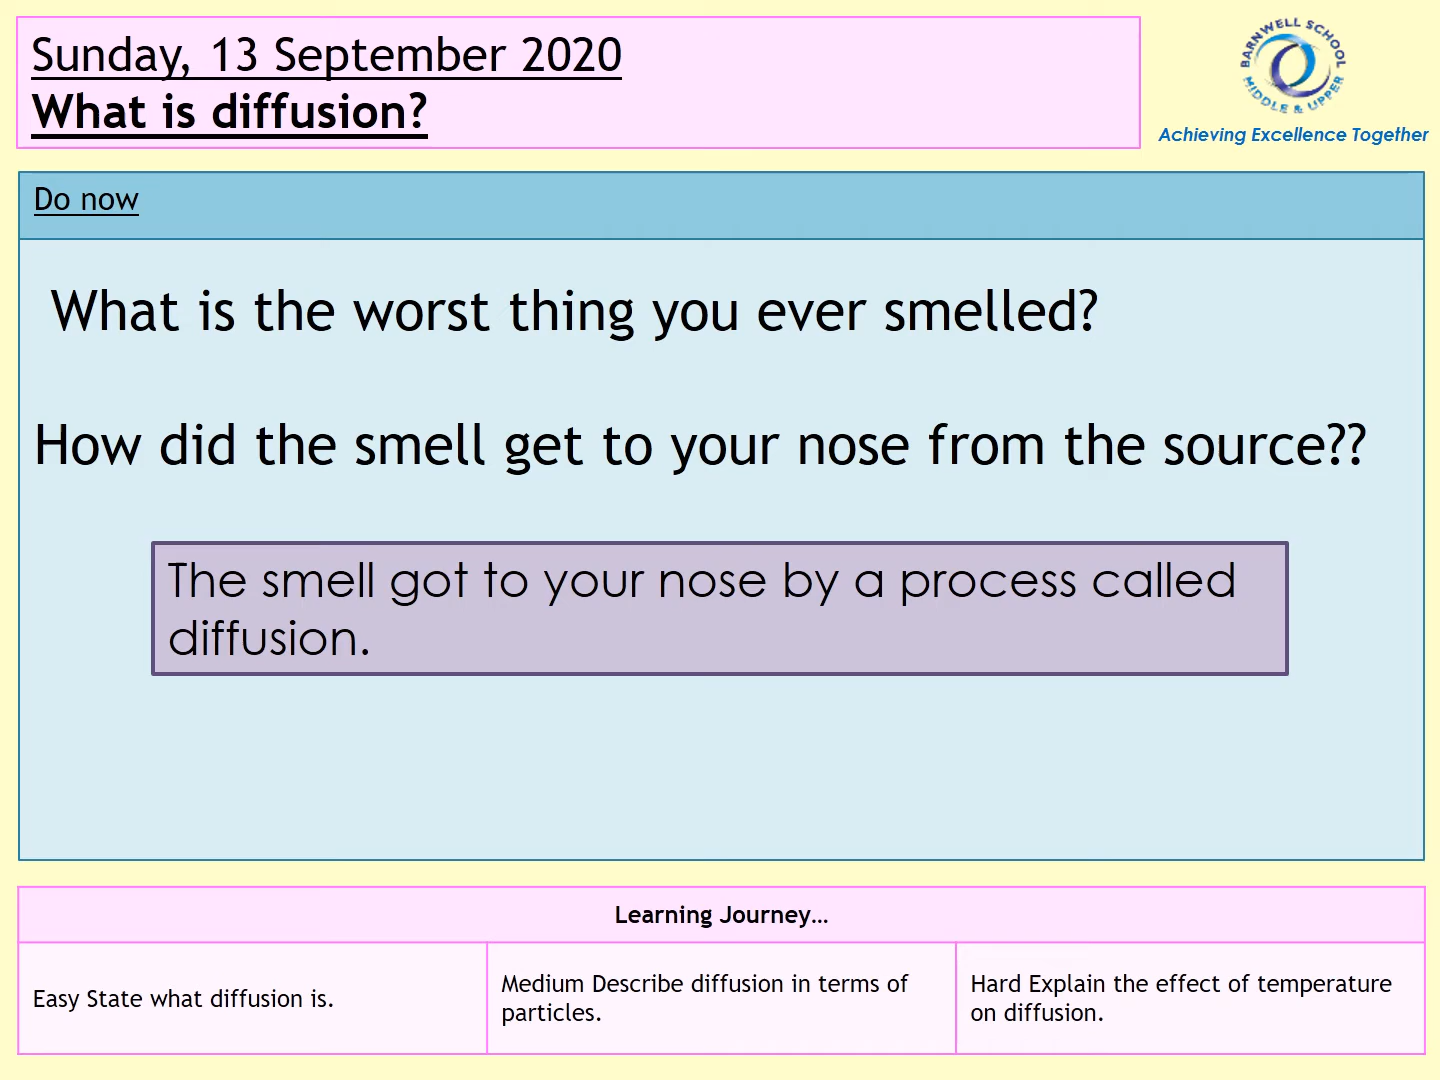 Sunday, 13 September 2020
What is diffusion?
BARNWELL SCHOOL
MIDDLE & UPPER
Achieving Excellence Together
Do now
What is the worst thing you ever smelled?
How did the smell get to your nose from the source??
The smell got to your nose by a process called
diffusion.
Learning Journey…
Easy State what diffusion is.
Medium Describe diffusion in terms of
particles.
Hard Explain the effect of temperature
on diffusion.